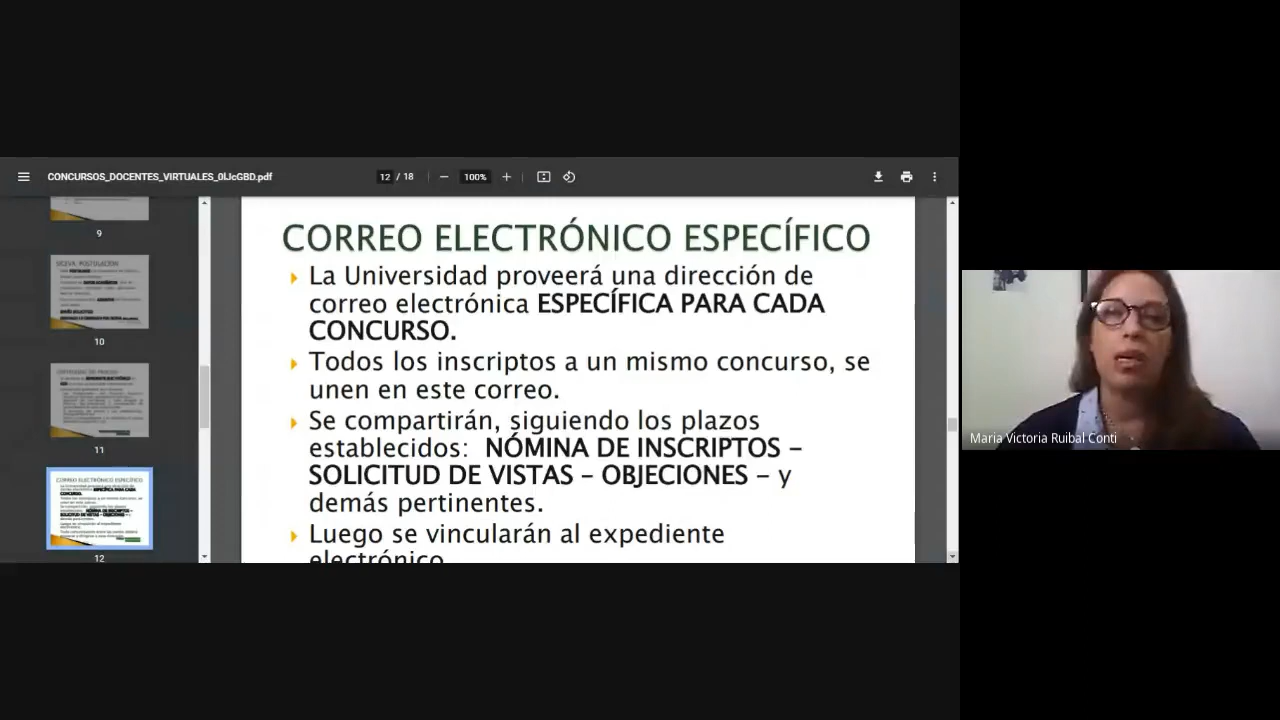 CONCURSOS_DOCENTES_VIRTUALES_0IJcGBD.pdf
12 / 18
100%
9
10
11
12
CORREO ELECTRÓNICO ESPECÍFICO
La Universidad proveerá una dirección de
correo electrónica ESPECÍFICA PARA CADA
CONCURSO.
Todos los inscriptos a un mismo concurso, se
unen en este correo.
Se compartirán, siguiendo los plazos
establecidos: NÓMINA DE INSCRIPTOS –
SOLICITUD DE VISTAS – OBJECIONES – y
demás pertinentes.
Luego se vincularán al expediente
electrónico
Maria Victoria Ruibal Conti